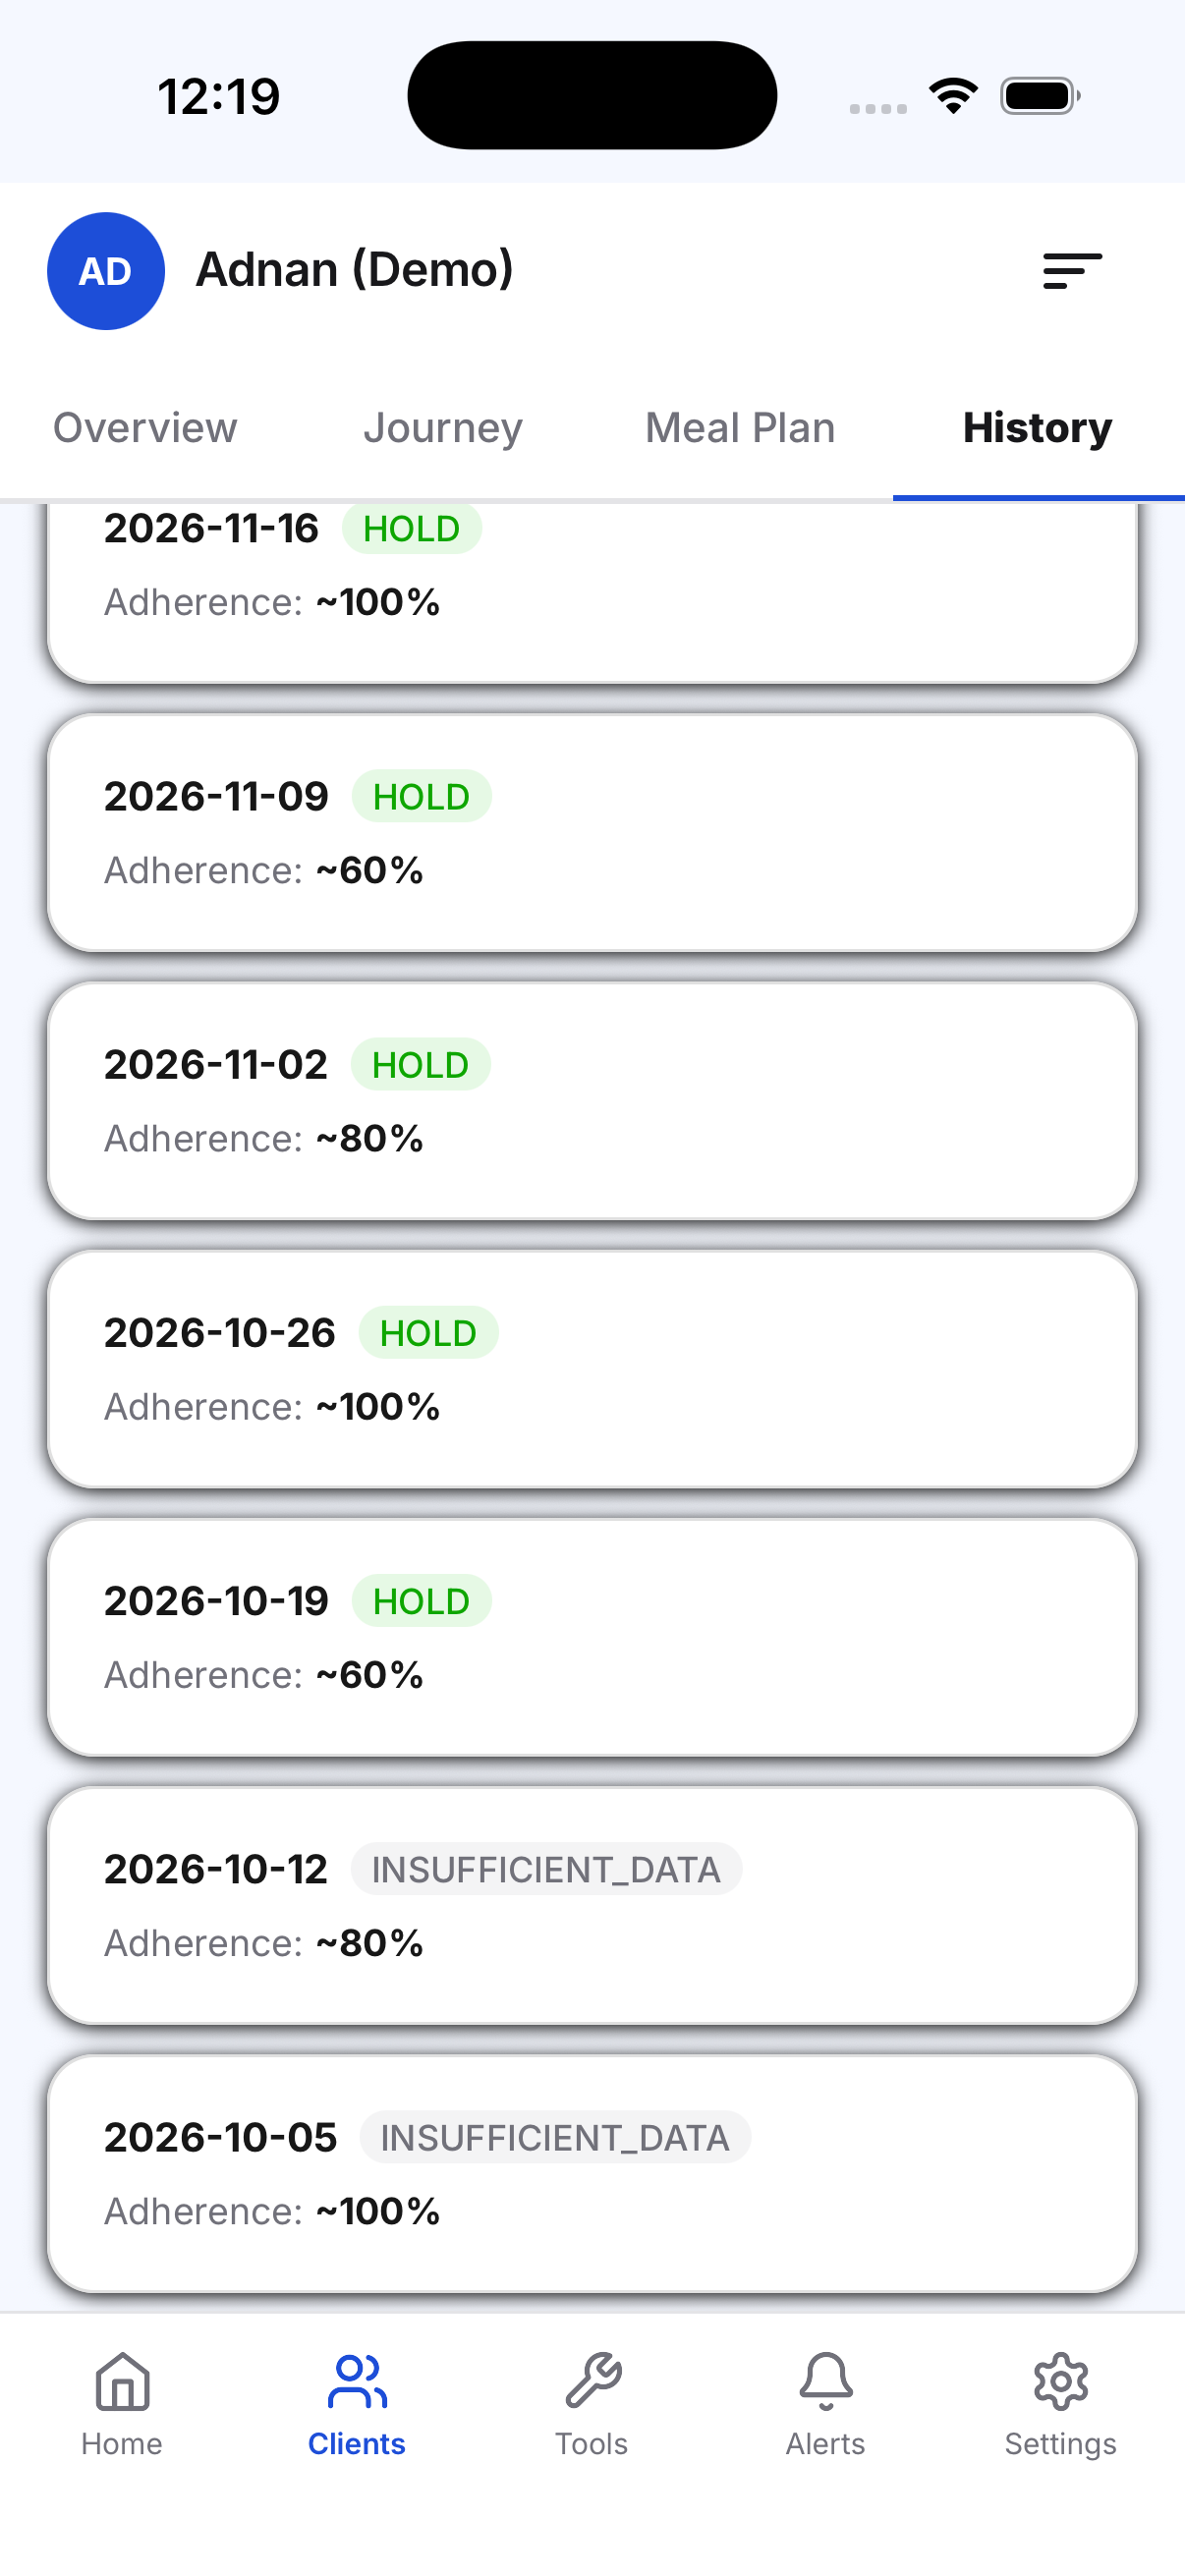 12:19
AD Adnan (Demo)
Overview Journey Meal Plan History
2026-11-16 HOLD
Adherence: ~100%
2026-11-09 HOLD
Adherence: ~60%
2026-11-02 HOLD
Adherence: ~80%
2026-10-26 HOLD
Adherence: ~100%
2026-10-19 HOLD
Adherence: ~60%
2026-10-12 INSUFFICIENT_DATA
Adherence: ~80%
2026-10-05 INSUFFICIENT_DATA
Adherence: ~100%
Home Clients Tools Alerts Settings